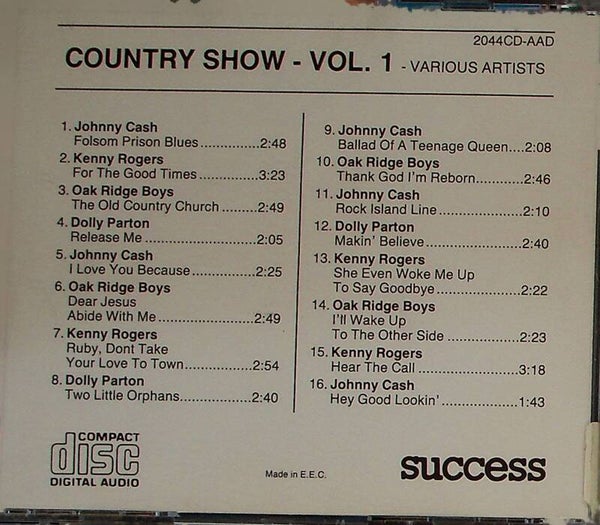 2044CD-AAD
COUNTRY SHOW - VOL. 1 - VARIOUS ARTISTS
1. Johnny Cash
Folsom Prison Blues..............2:48
2. Kenny Rogers
For The Good Times..............3:23
3. Oak Ridge Boys
The Old Country Church ........2:49
4. Dolly Parton
Release Me ................................2:05
5. Johnny Cash
I Love You Because...............2:25
6. Oak Ridge Boys
Dear Jesus
Abide With Me.......................2:49
7. Kenny Rogers
Ruby, Dont Take
Your Love To Town................2:54
8. Dolly Parton
Two Little Orphans.................2:40
9. Johnny Cash
Ballad Of A Teenage Queen....2:08
10. Oak Ridge Boys
Thank God I'm Reborn...........2:46
11. Johnny Cash
Rock Island Line....................2:10
12. Dolly Parton
Makin' Believe.......................2:40
13. Kenny Rogers
She Even Woke Me Up
To Say Goodbye....................2:22
14. Oak Ridge Boys
I'll Wake Up
To The Other Side .................2:23
15. Kenny Rogers
Hear The Call ........................3:18
16. Johnny Cash
Hey Good Lookin' ..................1:43
COMPACT
disc
DIGITAL AUDIO
Made in E.E.C.
success